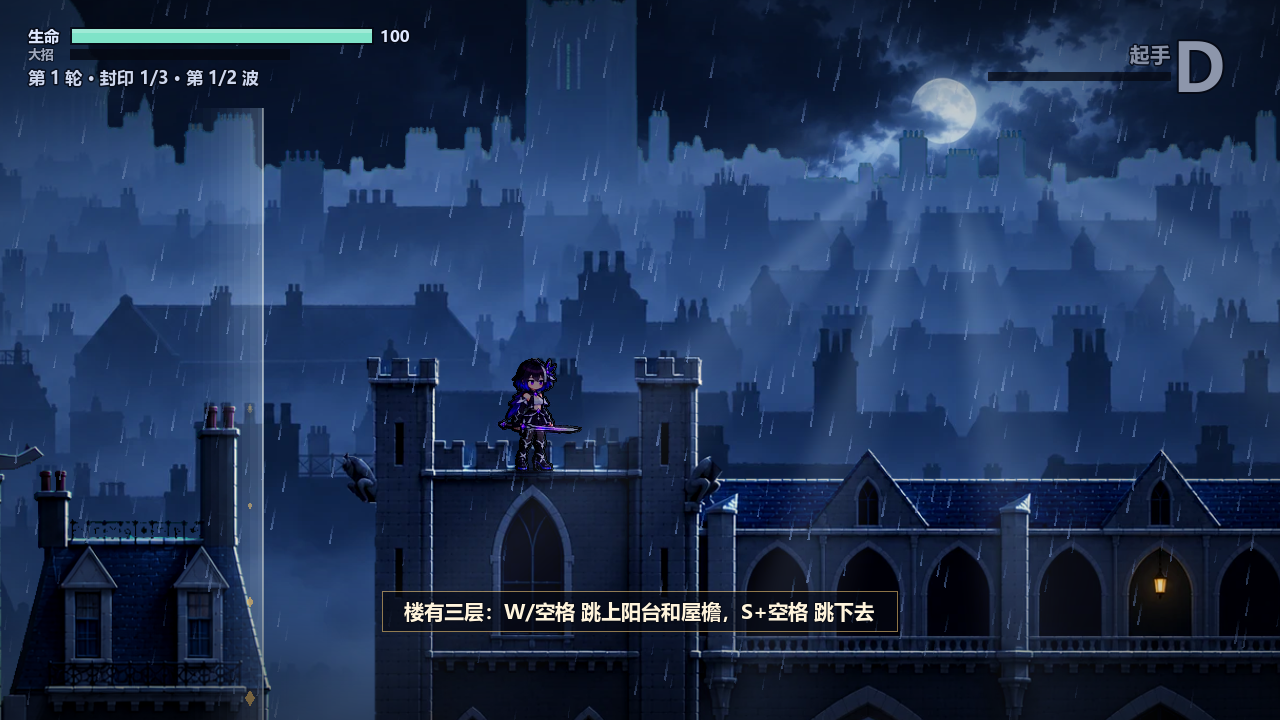 生命 100
大招
第 1 轮 · 封印 1/3 · 第 1/2 波
起手 D
楼有三层：W/空格 跳上阳台和屋檐，S+空格 跳下去